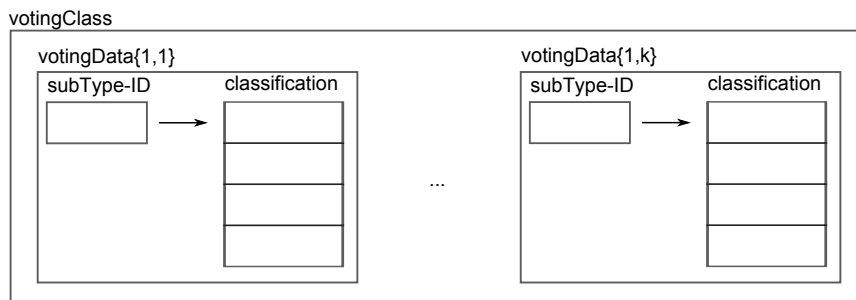 votingClass
votingData{1,1}
subType-ID
classification
...
votingData{1,k}
subType-ID
classification